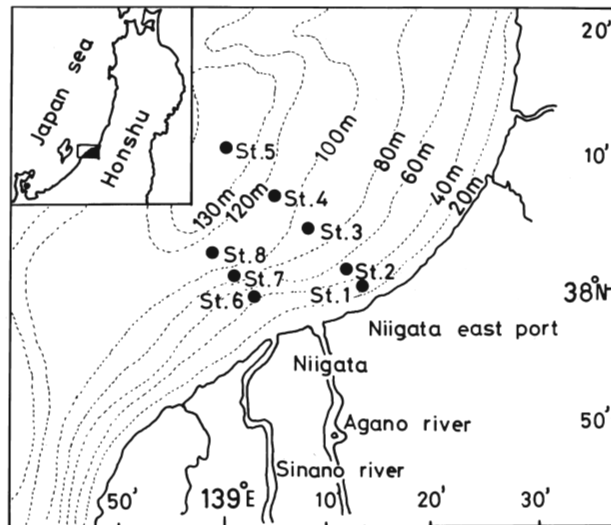 Japan sea
Honshu
20'
10'
38°N
50'
St.5
St.4
St.3
St.8
St.7
St.6
St.2
St.1
130m
120m
100m
80m
60m
40m
20m
Niigata east port
Niigata
Agano river
Sinano river
50'
139°E
10'
20'
30'